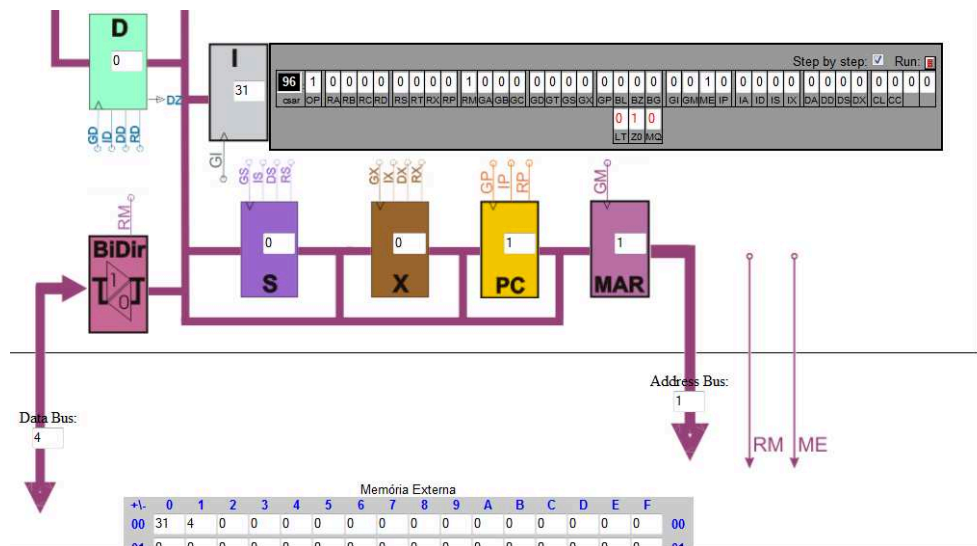 D
0
DZ
GD ID DD RD
I
31
GI
Step by step: Run:
96 1 0 0 0 0 0 0 0 0 1 0 0 0 0 0 0 0 0 0 0 0 0 0 1 0 0 0 0 0 0 0 0 0 0 0 0 0
csar OP RA RB RC RD RS RT RX RP RM GA GB GC GD GT GS GX GP BL BZ BG GI GM ME IP IA ID IS IX DA DD DS DX CL CC
0 1 0
LT Z0 MQ
GS IS DS RS
GX IX DX RX
GP IP RP
GM
RM
BiDir
1
0
0
S
0
X
1
PC
1
MAR
Data Bus:
4
Address Bus:
1
RM ME
Memória Externa
+\- 0 1 2 3 4 5 6 7 8 9 A B C D E F
00 31 4 0 0 0 0 0 0 0 0 0 0 0 0 0 0 00